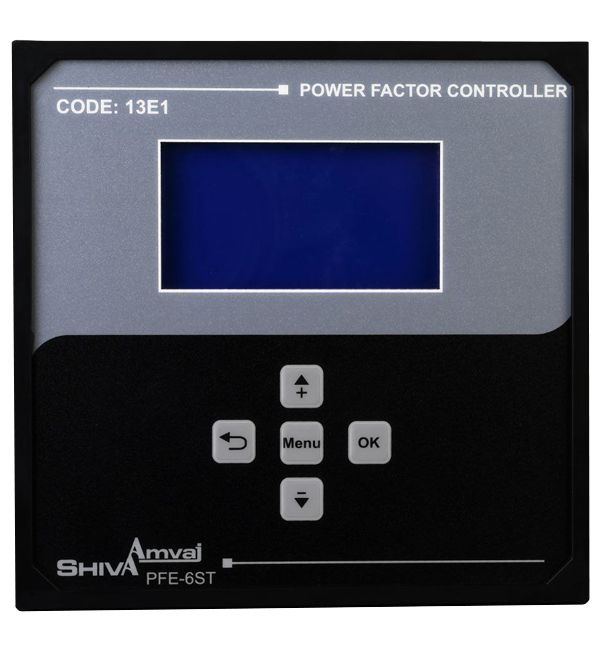 POWER FACTOR CONTROLLER
CODE: 13E1
+
Menu
OK
-
SHIVA Amvaj
PFE-6ST